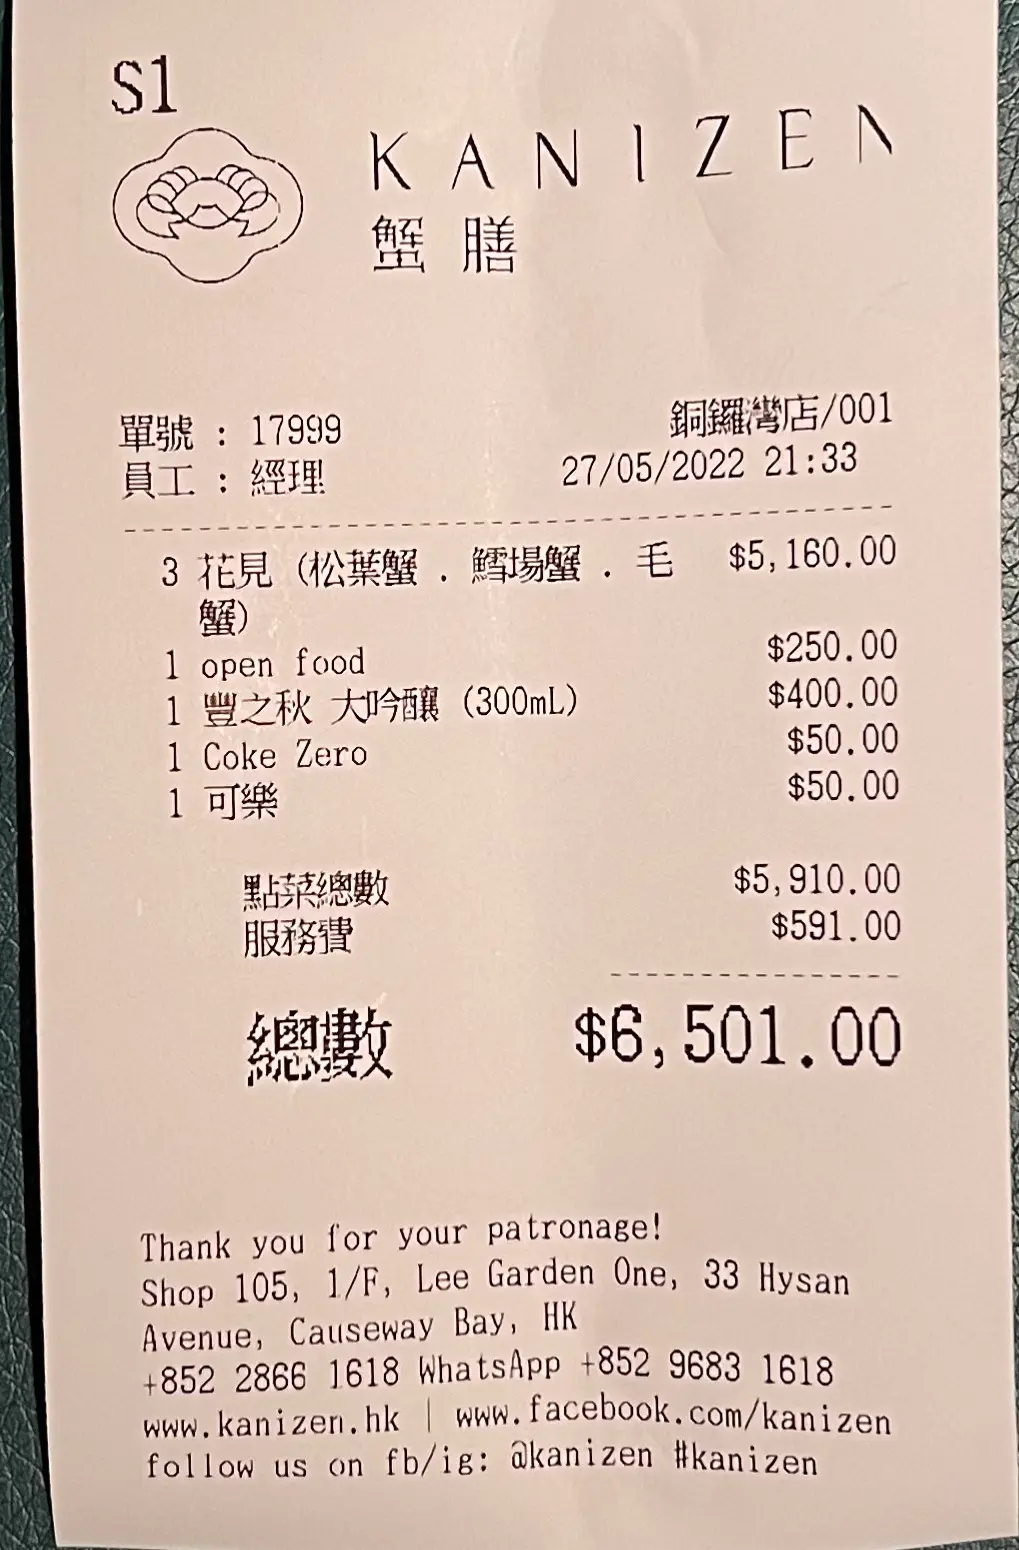 S1
KANIZEN
蟹膳
單號 : 17999
銅鑼灣店/001
員工 : 經理
27/05/2022 21:33
3 花見 (松葉蟹 . 鱈場蟹 . 毛 $5,160.00
蟹)
1 open food $250.00
1 豐之秋 大吟釀 (300mL) $400.00
1 Coke Zero $50.00
1 可樂 $50.00
點菜總數 $5,910.00
服務費 $591.00
總數 $6,501.00
Thank you for your patronage!
Shop 105, 1/F, Lee Garden One, 33 Hysan
Avenue, Causeway Bay, HK
+852 2866 1618 WhatsApp +852 9683 1618
www.kanizen.hk | www.facebook.com/kanizen
follow us on fb/ig: @kanizen #kanizen